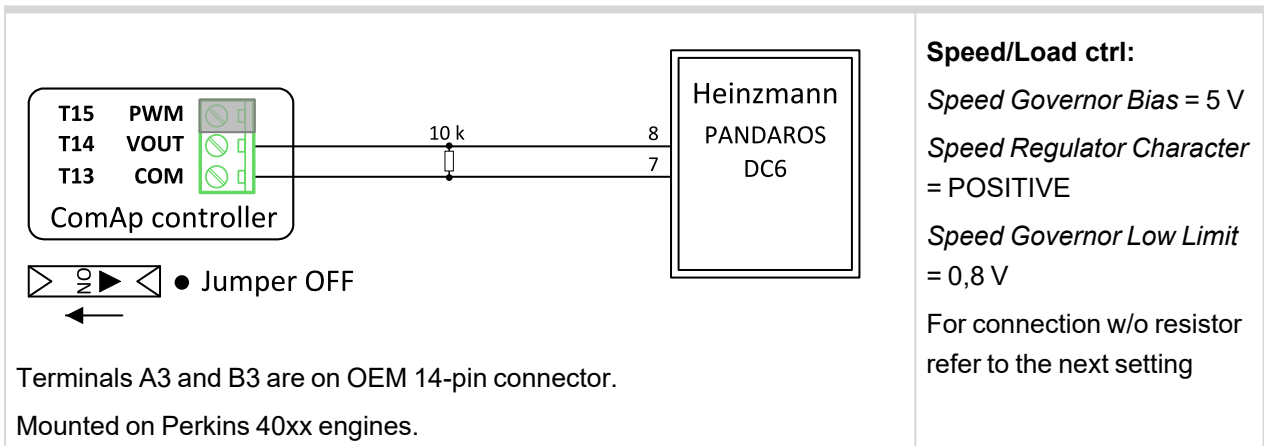 T15 PWM
T14 VOUT
T13 COM
ComAp controller
10 k
8
7
Heinzmann
PANDAROS
DC6
ON
Jumper OFF
Terminals A3 and B3 are on OEM 14-pin connector.
Mounted on Perkins 40xx engines.
Speed/Load ctrl:
Speed Governor Bias = 5 V
Speed Regulator Character
= POSITIVE
Speed Governor Low Limit
= 0,8 V
For connection w/o resistor
refer to the next setting